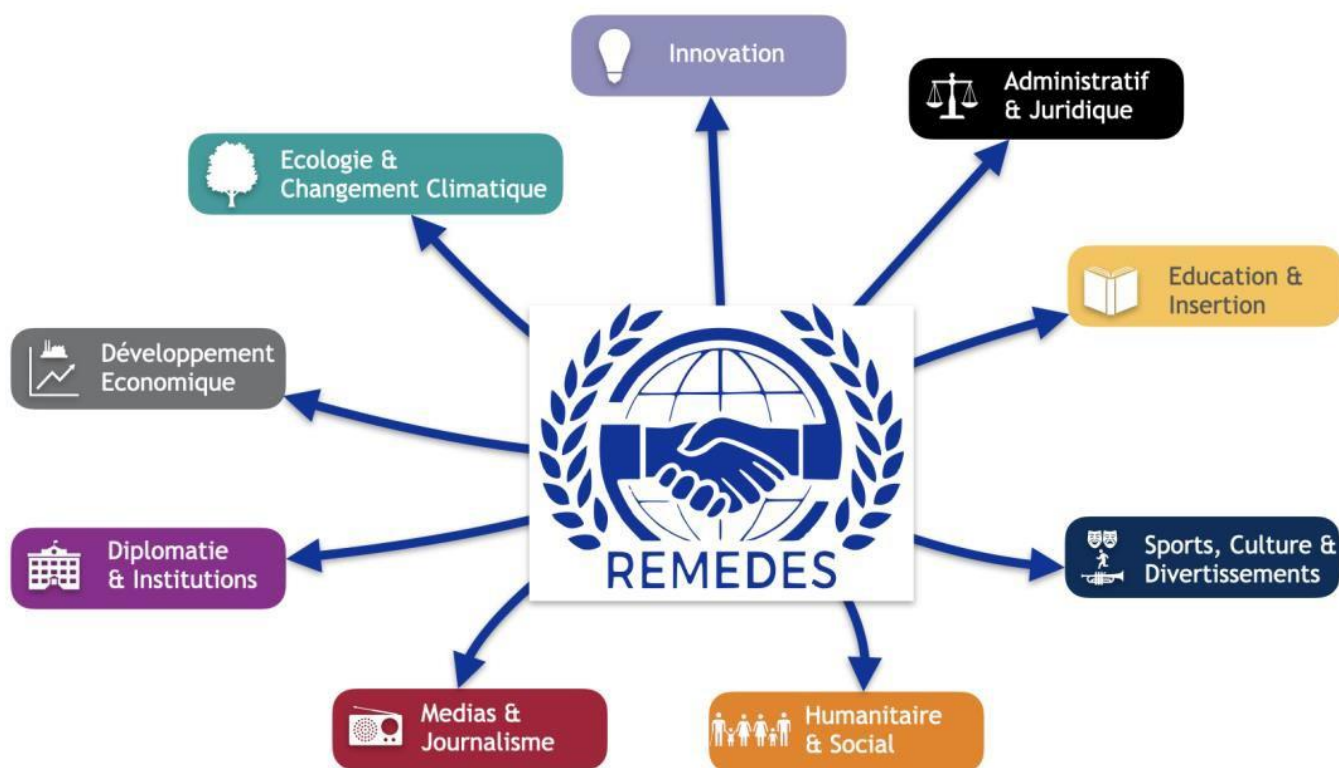 Innovation
Administratif
& Juridique
Ecologie &
Changement Climatique
Education &
Insertion
Développement
Economique
REMEDES
Diplomatie
& Institutions
Sports, Culture &
Divertissements
Medias &
Journalisme
Humanitaire
& Social